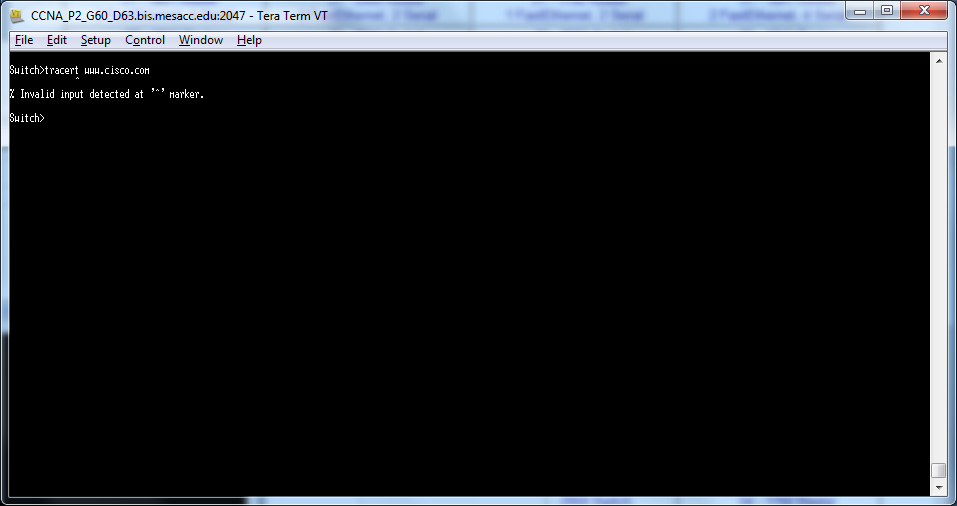 CCNA_P2_G60_D63.bis.mesacc.edu:2047 - Tera Term VT
File Edit Setup Control Window Help
Switch>tracert www.cisco.com
^
% Invalid input detected at '^' marker.
Switch>